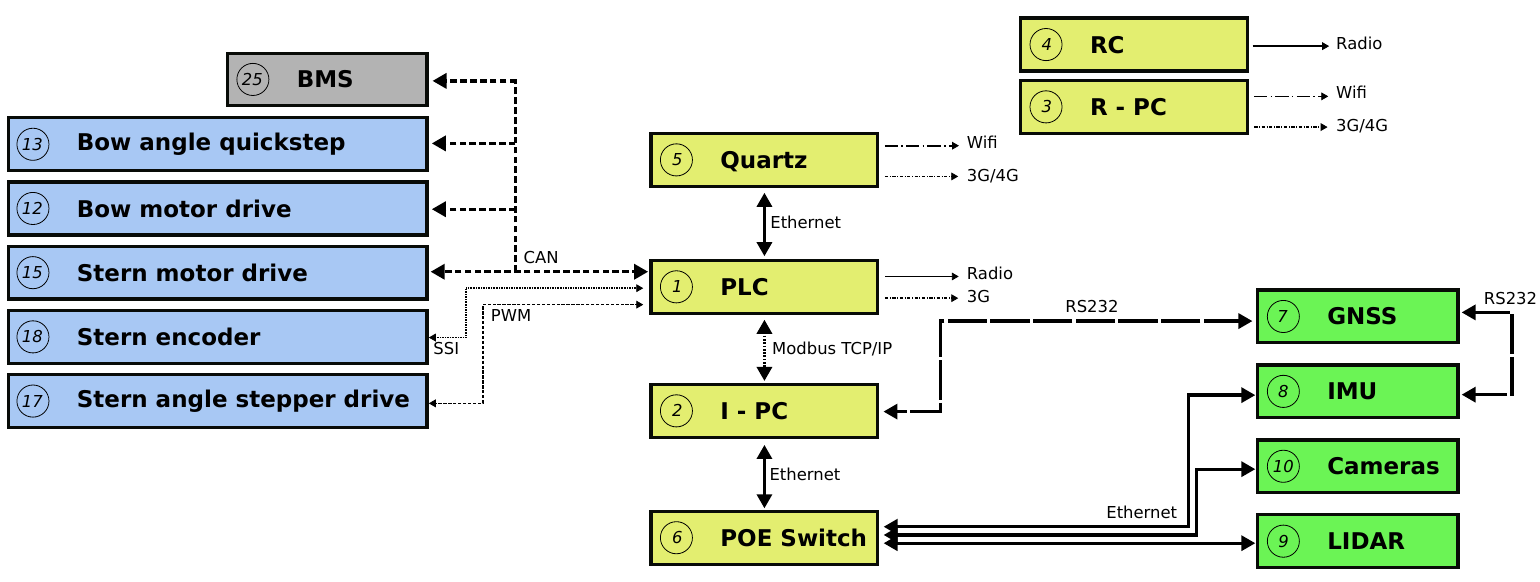 4 RC
Radio
3 R - PC
Wifi
3G/4G
25 BMS
13 Bow angle quickstep
12 Bow motor drive
15 Stern motor drive
18 Stern encoder
17 Stern angle stepper drive
CAN
PWM
SSI
5 Quartz
Wifi
3G/4G
Ethernet
1 PLC
Radio
3G
Modbus TCP/IP
2 I - PC
Ethernet
6 POE Switch
RS232
Ethernet
7 GNSS
RS232
8 IMU
10 Cameras
9 LIDAR